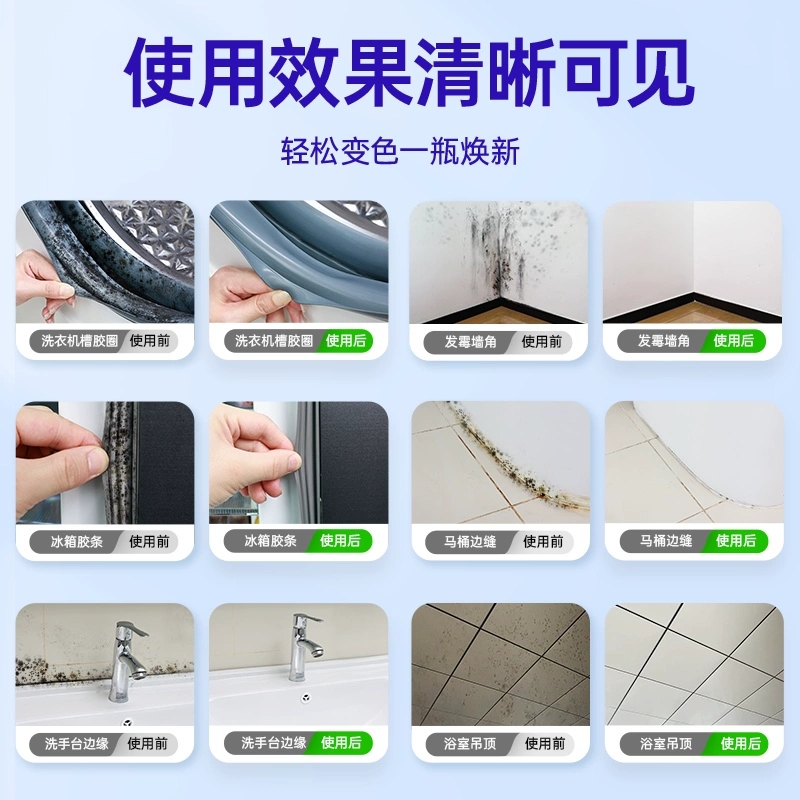 使用效果清晰可见
轻松变色一瓶焕新
洗衣机槽胶圈 使用前
洗衣机槽胶圈 使用后
发霉墙角 使用前
发霉墙角 使用后
冰箱胶条 使用前
冰箱胶条 使用后
马桶边缝 使用前
马桶边缝 使用后
洗手台边缘 使用前
洗手台边缘 使用后
浴室吊顶 使用前
浴室吊顶 使用后